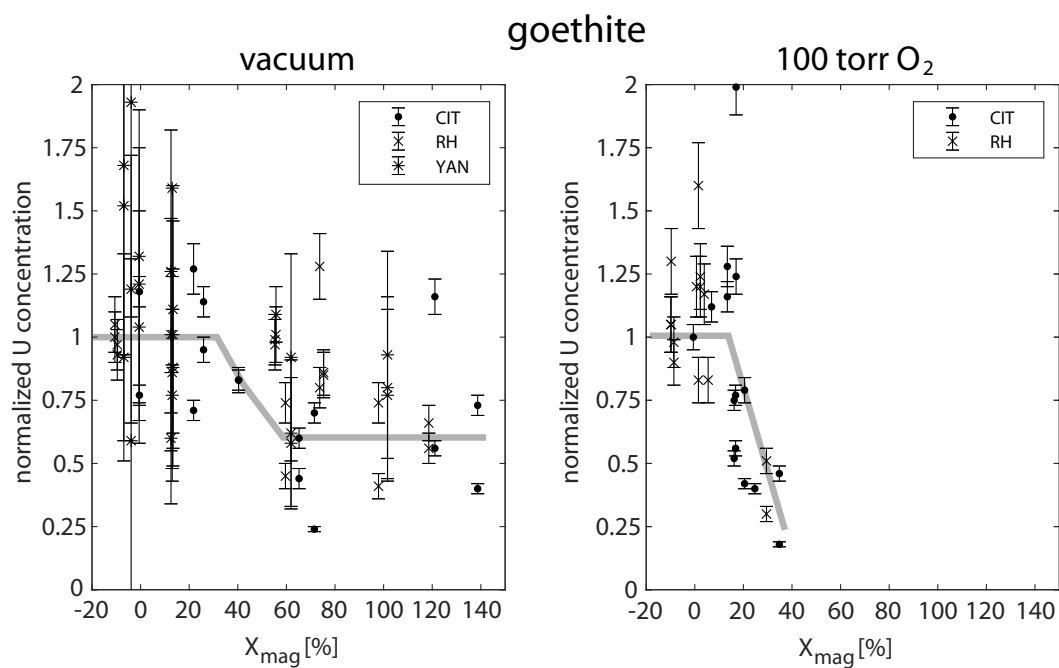 goethite
vacuum
100 torr O₂
2
1.75
1.5
1.25
1
0.75
0.5
0.25
0
normalized U concentration
-20 0 20 40 60 80 100 120 140
X_mag [%]
CIT
RH
YAN
2
1.75
1.5
1.25
1
0.75
0.5
0.25
0
normalized U concentration
-20 0 20 40 60 80 100 120 140
X_mag [%]
CIT
RH